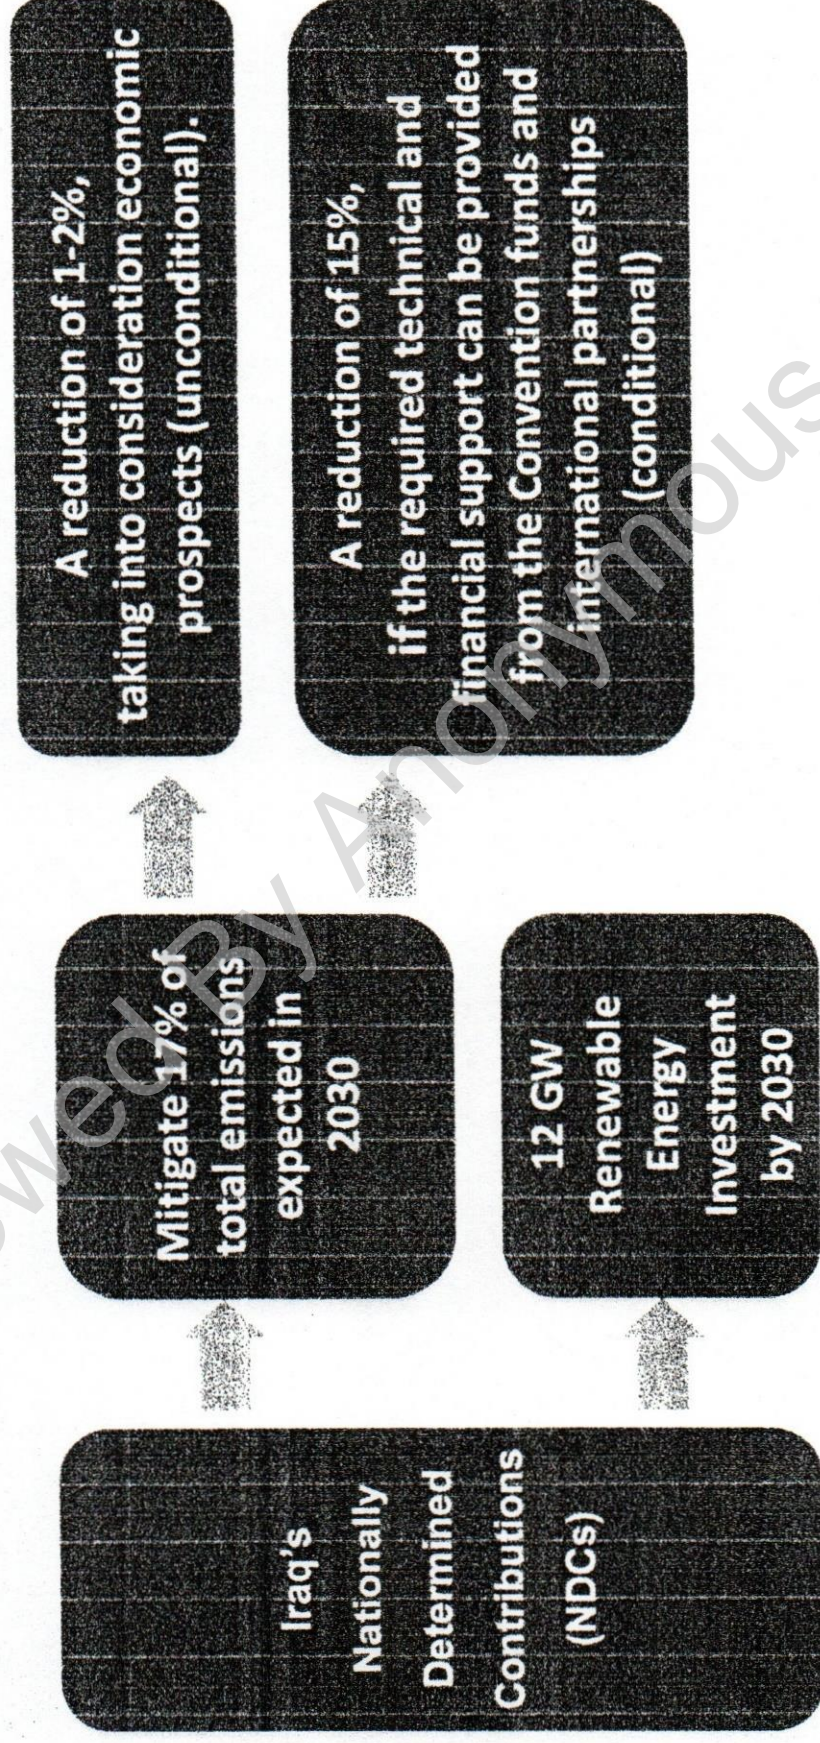 Iraq's
Nationally
Determined
Contributions
(NDCs)
Mitigate 17% of
total emissions
expected in
2030
12 GW
Renewable
Energy
Investment
by 2030
A reduction of 1-2%,
taking into consideration economic
prospects (unconditional).
A reduction of 15%,
if the required technical and
financial support can be provided
from the Convention funds and
international partnerships
(conditional)
By Anonymous